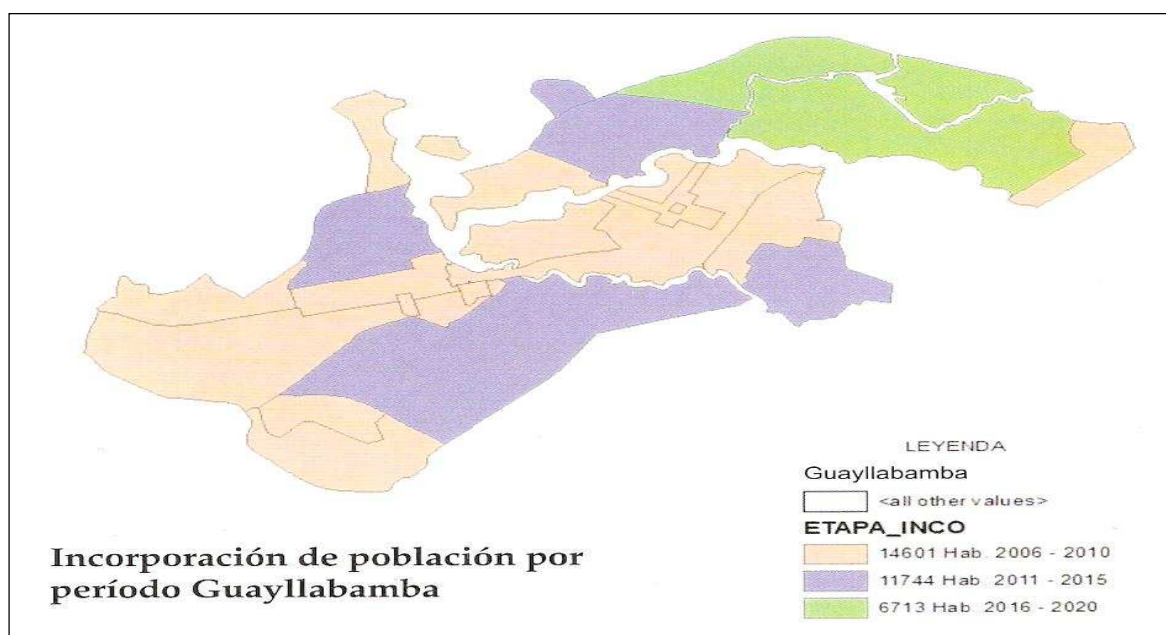 LEYENDA
Guayllabamba
<all other values>
ETAPA_INCO
14601 Hab. 2006 - 2010
11744 Hab. 2011 - 2015
6713 Hab. 2016 - 2020
Incorporación de población por
período Guayllabamba